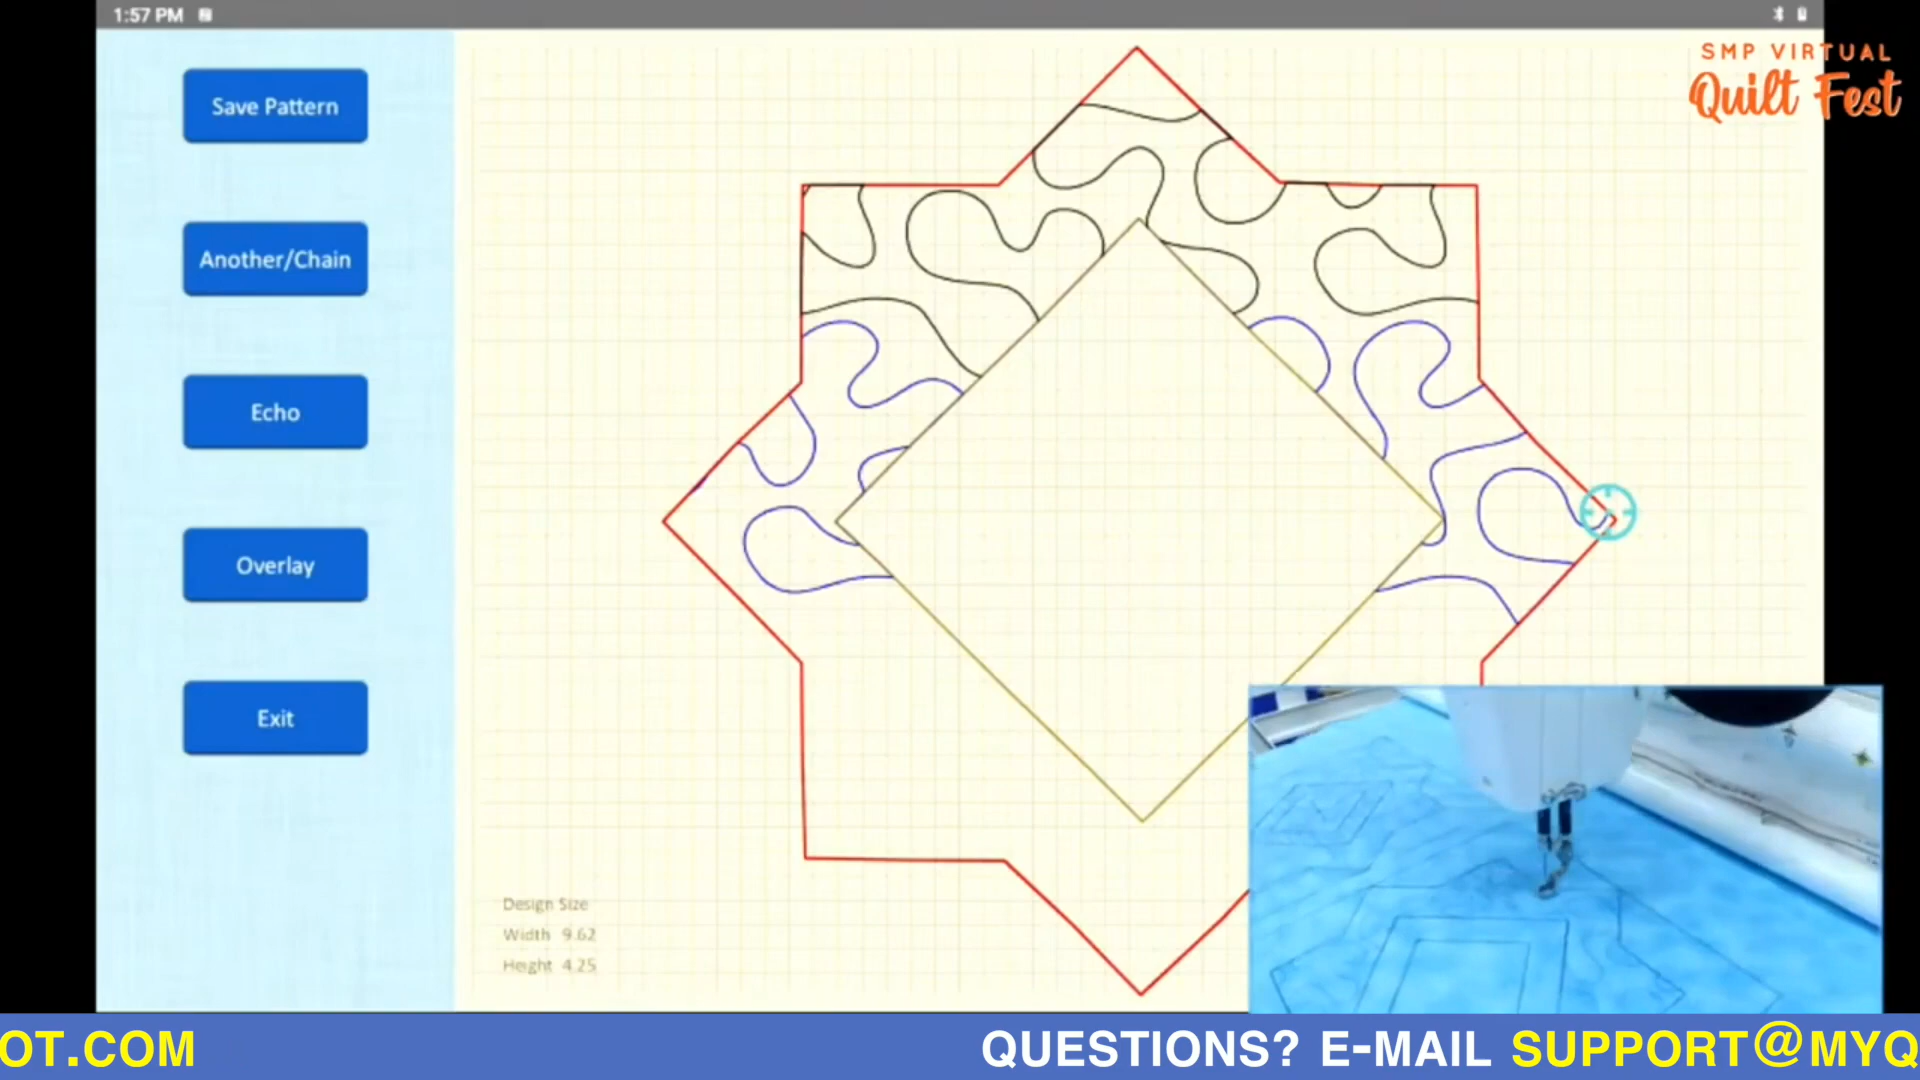 1:57 PM
SMP VIRTUAL
Quilt Fest
Save Pattern
Another/Chain
Echo
Overlay
Exit
Design Size
Width 9.62
Height 4.25
OT.COM
QUESTIONS? E-MAIL SUPPORT@MYQ